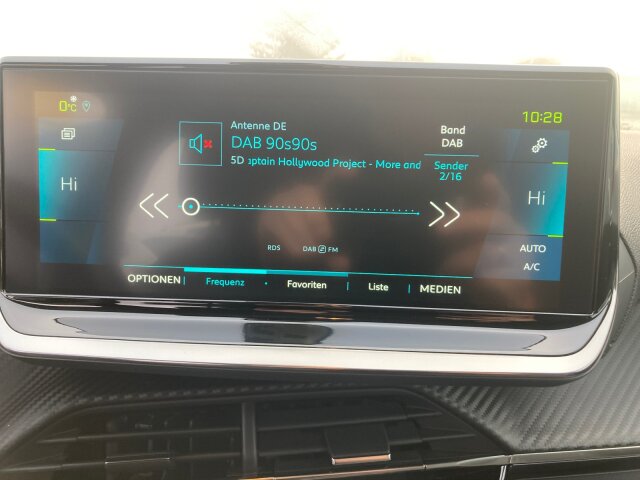 0°C
10:28
Antenne DE
DAB 90s90s
5D ptain Hollywood Project - More and
Band
DAB
Sender
2/16
Hi
Hi
RDS
DAB FM
AUTO
A/C
OPTIONEN
Frequenz
Favoriten
Liste
MEDIEN